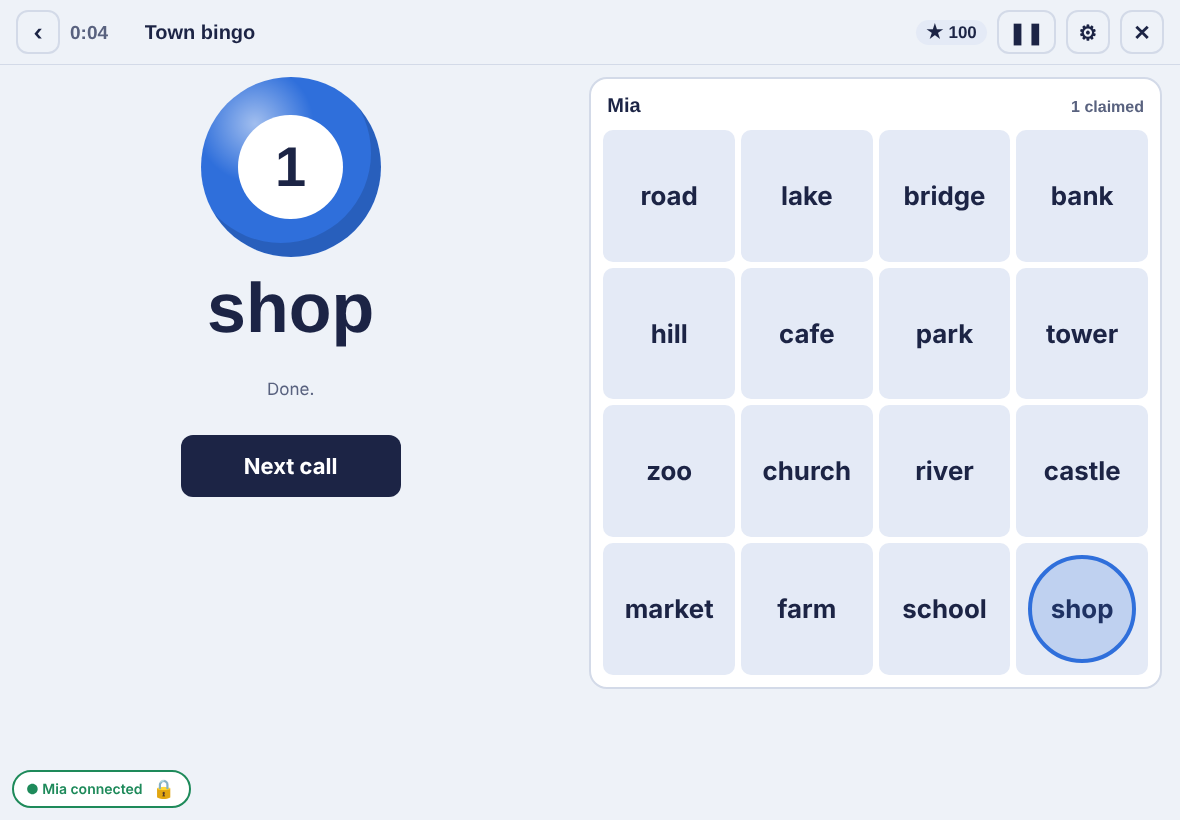 ‹ 0:04 Town bingo ★ 100 ❚❚ ⚙ ✕
1
shop
Done.
Next call
Mia 1 claimed
road lake bridge bank
hill cafe park tower
zoo church river castle
market farm school shop
Mia connected 🔒